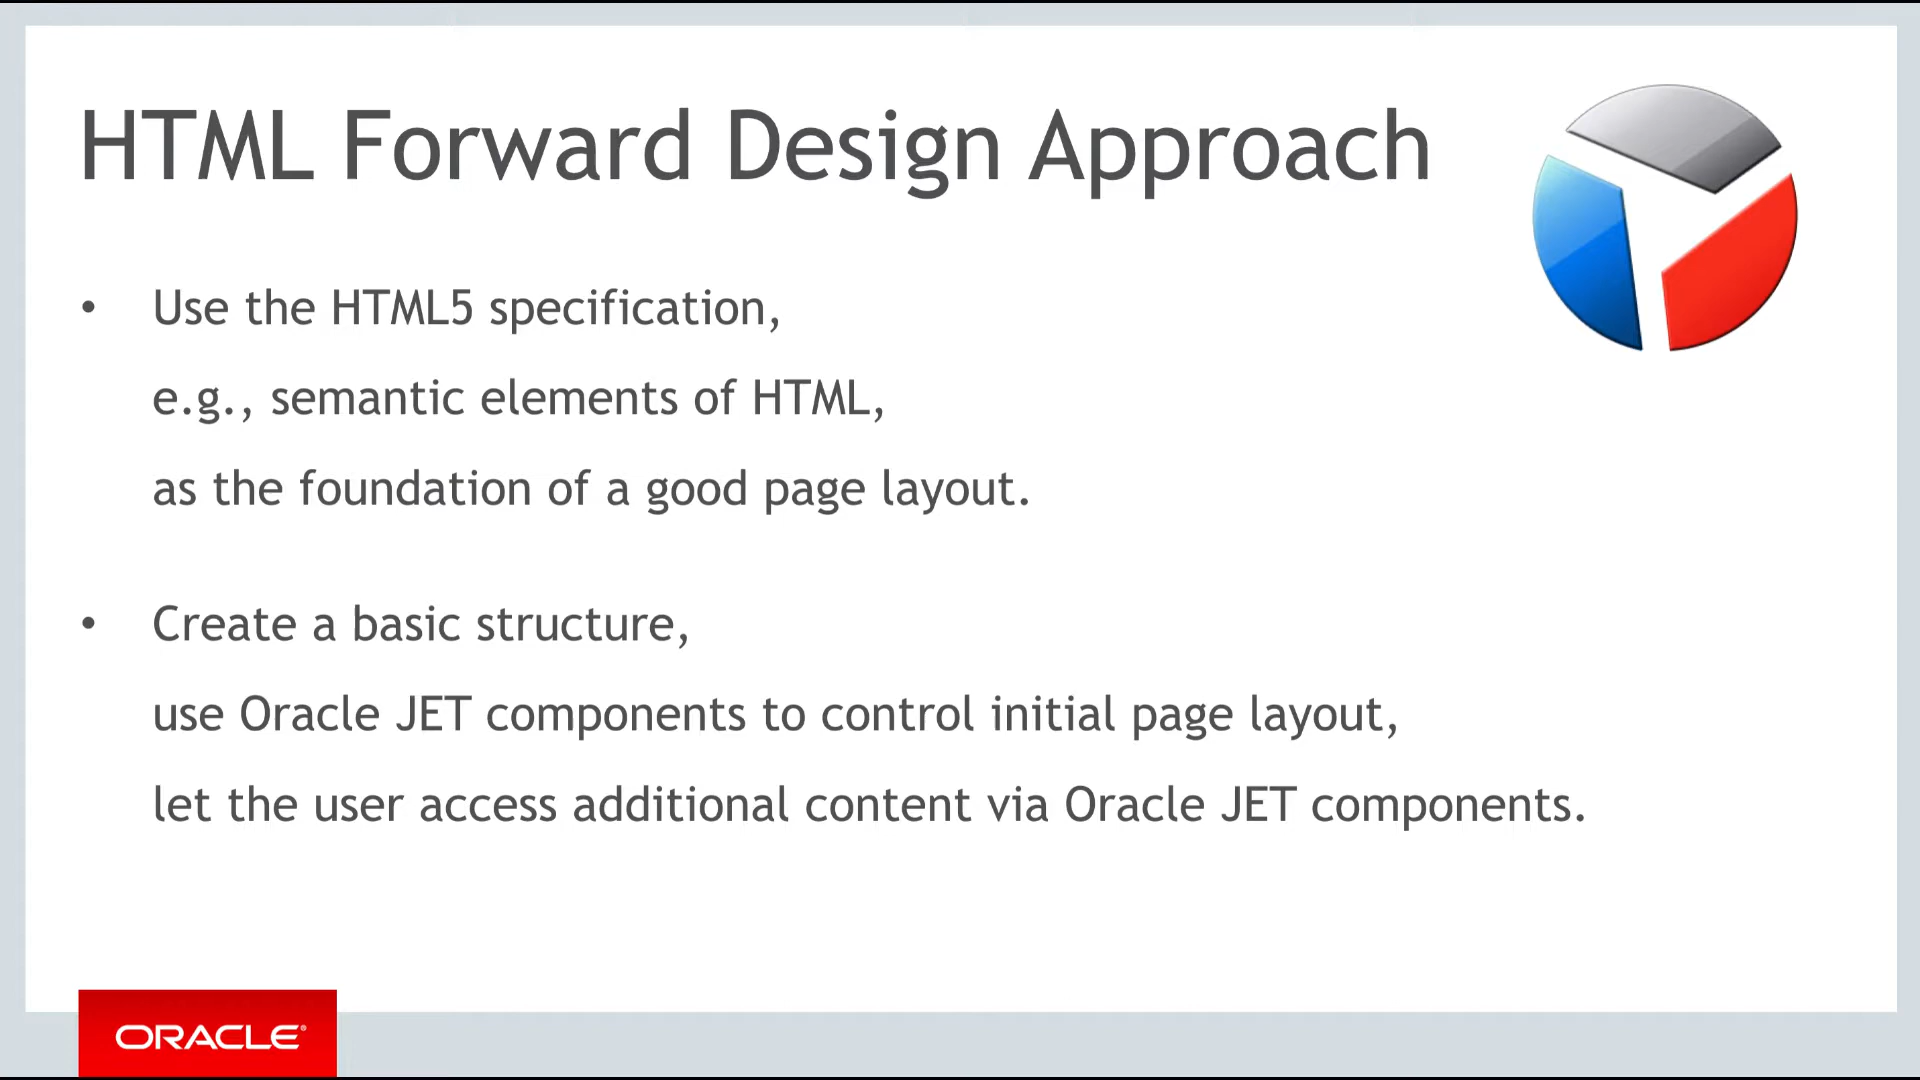 HTML Forward Design Approach
• Use the HTML5 specification,
e.g., semantic elements of HTML,
as the foundation of a good page layout.
• Create a basic structure,
use Oracle JET components to control initial page layout,
let the user access additional content via Oracle JET components.
ORACLE®